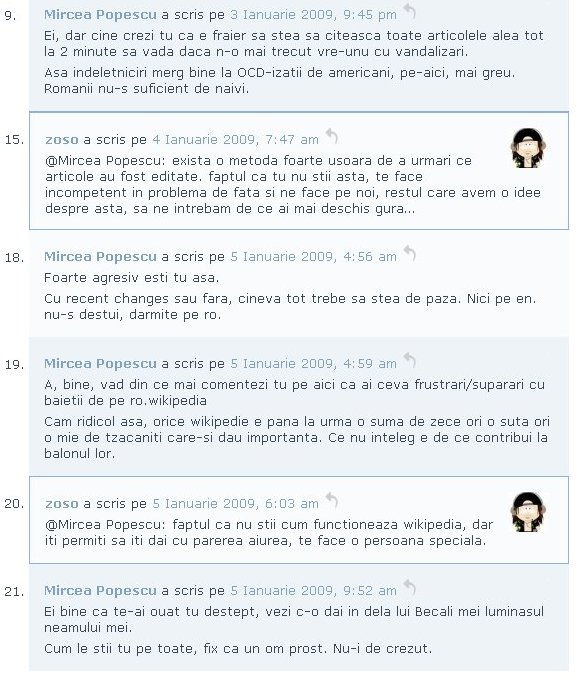 9. Mircea Popescu a scris pe 3 Ianuarie 2009, 9:45 pm
Ei, dar cine crezi tu ca e fraier sa stea sa citeasca toate articolele alea tot
la 2 minute sa vada daca n-o mai trecut vre-unu cu vandalizari.
Asa indeletniciri merg bine la OCD-izatii de americani, pe-aici, mai greu.
Romanii nu-s suficient de naivi.
15. zoso a scris pe 4 Ianuarie 2009, 7:47 am
@Mircea Popescu: exista o metoda foarte usoara de a urmari ce
articole au fost editate. faptul ca tu nu stii asta, te face
incompetent in problema de fata si ne face pe noi, restul care avem o idee
despre asta, sa ne intrebam de ce ai mai deschis gura...
18. Mircea Popescu a scris pe 5 Ianuarie 2009, 4:56 am
Foarte agresiv esti tu asa.
Cu recent changes sau fara, cineva tot trebe sa stea de paza. Nici pe en.
nu-s destui, darmite pe ro.
19. Mircea Popescu a scris pe 5 Ianuarie 2009, 4:59 am
A, bine, vad din ce mai comentezi tu pe aici ca ai ceva frustrari/suparari cu
baietii de pe ro.wikipedia
Cam ridicol asa, orice wikipedie e pana la urma o suma de zece ori o suta ori
o mie de tzacaniti care-si dau importanta. Ce nu inteleg e de ce contribui la
balonul lor.
20. zoso a scris pe 5 Ianuarie 2009, 6:03 am
@Mircea Popescu: faptul ca nu stii cum functioneaza wikipedia, dar
iti permiti sa iti dai cu parerea aiurea, te face o persoana speciala.
21. Mircea Popescu a scris pe 5 Ianuarie 2009, 9:52 am
Ei bine ca te-ai ouat tu destept, vezi c-o dai in dela lui Becali mei luminasul
neamului mei.
Cum le stii tu pe toate, fix ca un om prost. Nu-i de crezut.